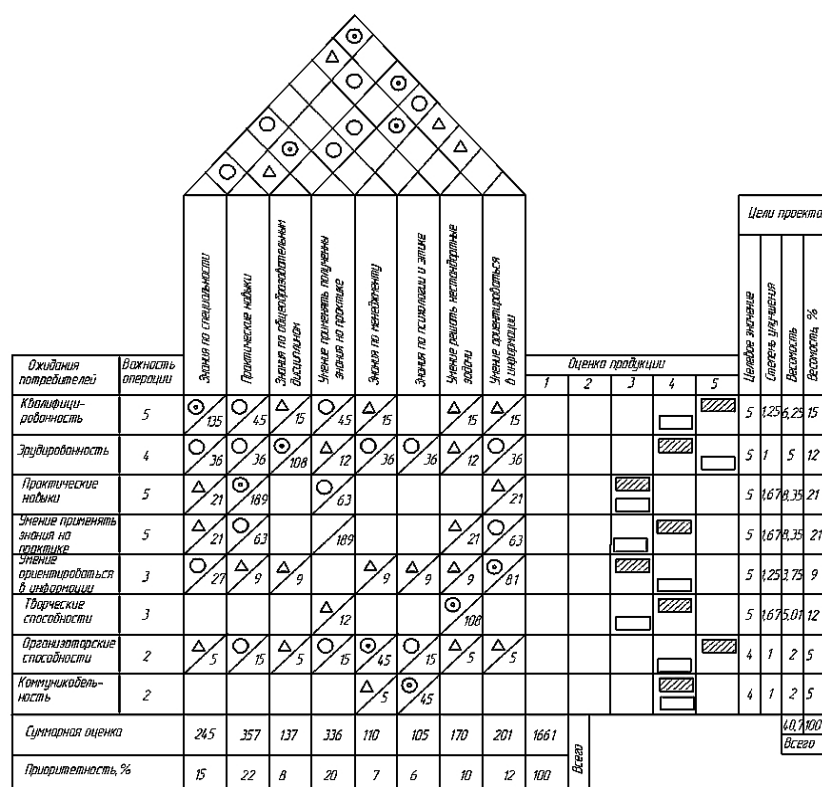 Цели проекта
Знания по специальности
Практические навыки
Знания по общеобразовательным
дисциплинам
Умение применять полученны
знания на практике
Знания по менеджменту
Знания по психологии и этике
Умение решать нестандартные
задачи
Умение ориентироваться
в информации
Целевое значение
Степень улучшения
Весомость
Весомость, %
Ожидания
потребителей
Важность
операции
Оценка продукции
1 2 3 4 5
Квалифици-
рованность
5 135 45 15 45 15 15 15 5 1,25 6,25 15
Эрудированность
4 36 36 108 12 36 36 12 36 5 1 5 12
Практические
навыки
5 21 189 63 21 5 1,67 8,35 21
Умение применять
знания на
практике
5 21 63 189 21 63 5 1,67 8,35 21
Умение
ориентироваться
в информации
3 27 9 9 9 9 9 81 5 1,25 3,75 9
Творческие
способности
3 12 108 5 1,67 5,01 12
Организаторские
способности
2 5 15 5 15 45 15 5 5 4 1 2 5
Коммуникабель-
ность
2 5 45 4 1 2 5
Суммарная оценка 245 357 137 336 110 105 170 201 1661
40,7 100
Всего
Приоритетность, % 15 22 8 20 7 6 10 12 100
Всего